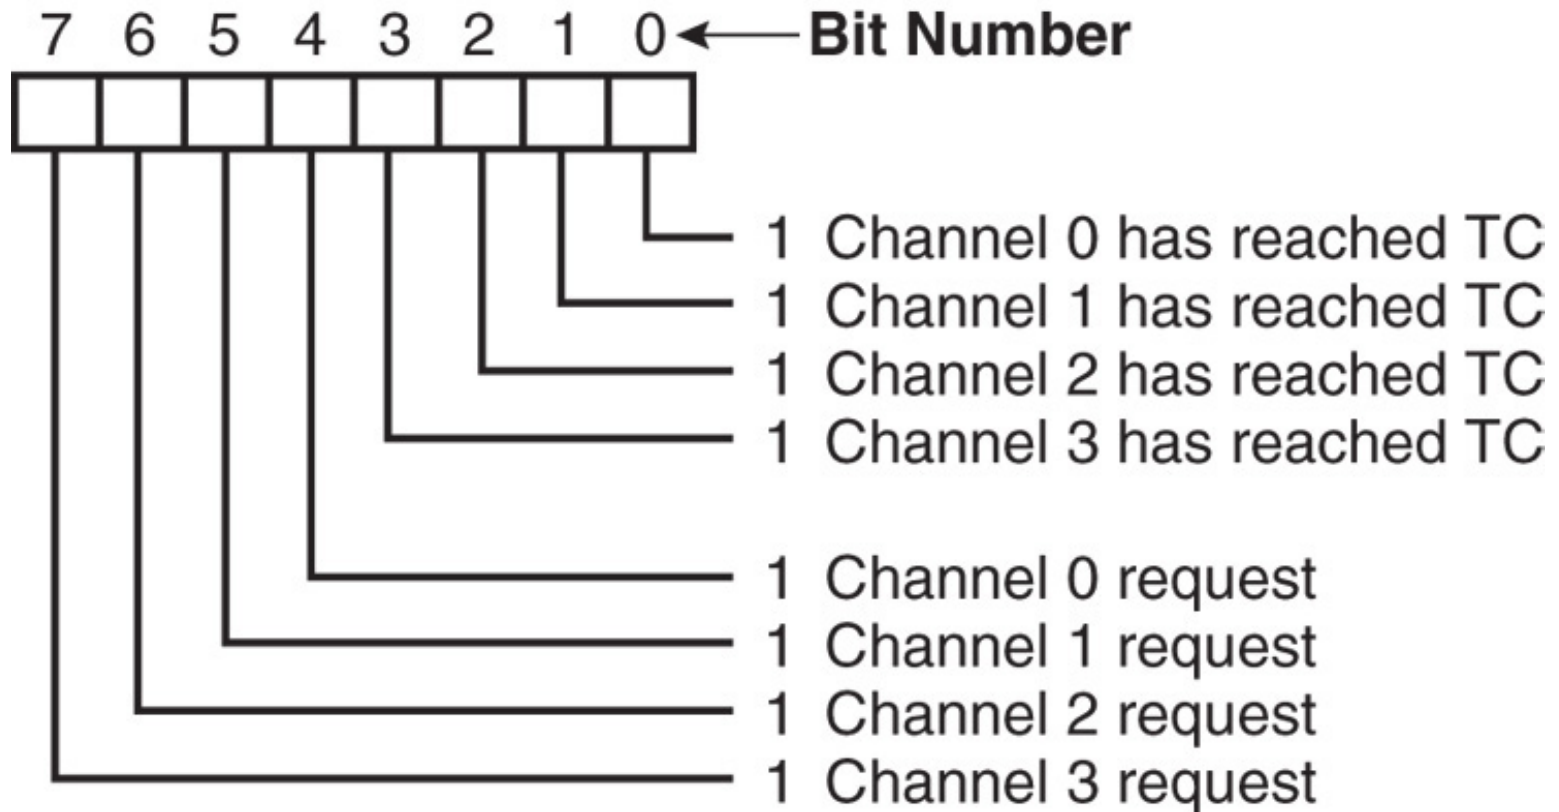 7 6 5 4 3 2 1 0 Bit Number
1 Channel 0 has reached TC
1 Channel 1 has reached TC
1 Channel 2 has reached TC
1 Channel 3 has reached TC
1 Channel 0 request
1 Channel 1 request
1 Channel 2 request
1 Channel 3 request